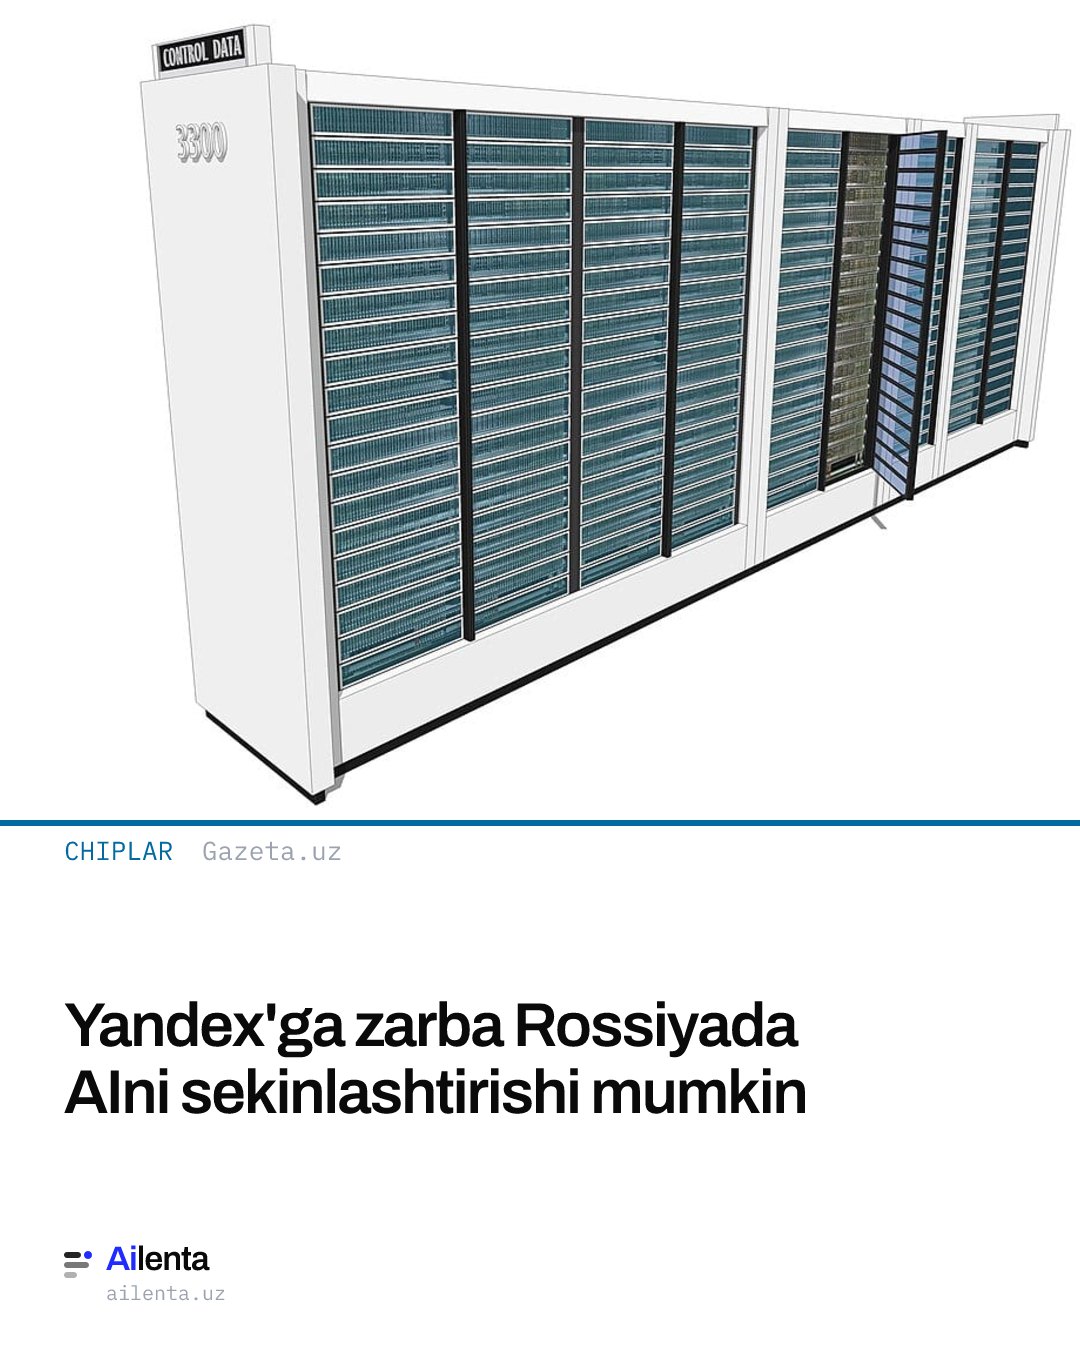 CONTROL DATA
3300
CHIPLAR Gazeta.uz
Yandex'ga zarba Rossiyada
AIni sekinlashtirishi mumkin
Ailenta
ailenta.uz